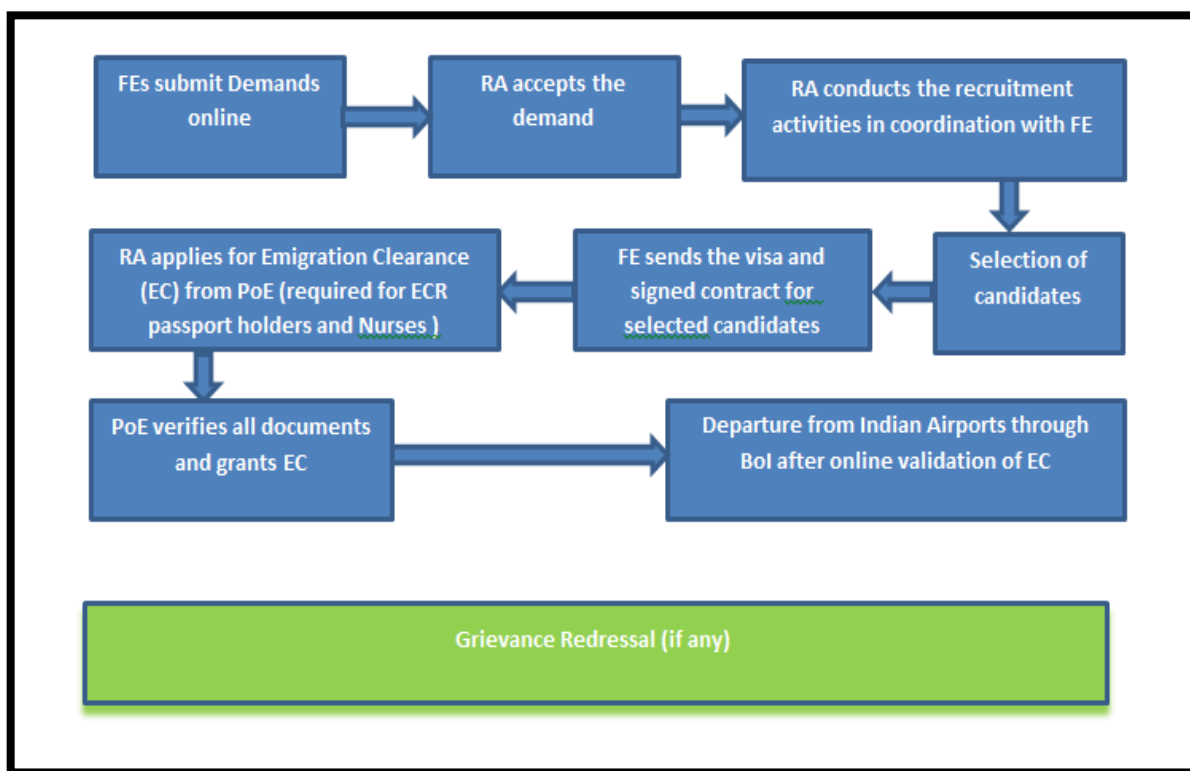 FEs submit Demands
online
RA accepts the
demand
RA conducts the recruitment
activities in coordination with FE
Selection of
candidates
FE sends the visa and
signed contract for
selected candidates
RA applies for Emigration Clearance
(EC) from PoE (required for ECR
passport holders and Nurses )
PoE verifies all documents
and grants EC
Departure from Indian Airports through
BoI after online validation of EC
Grievance Redressal (if any)